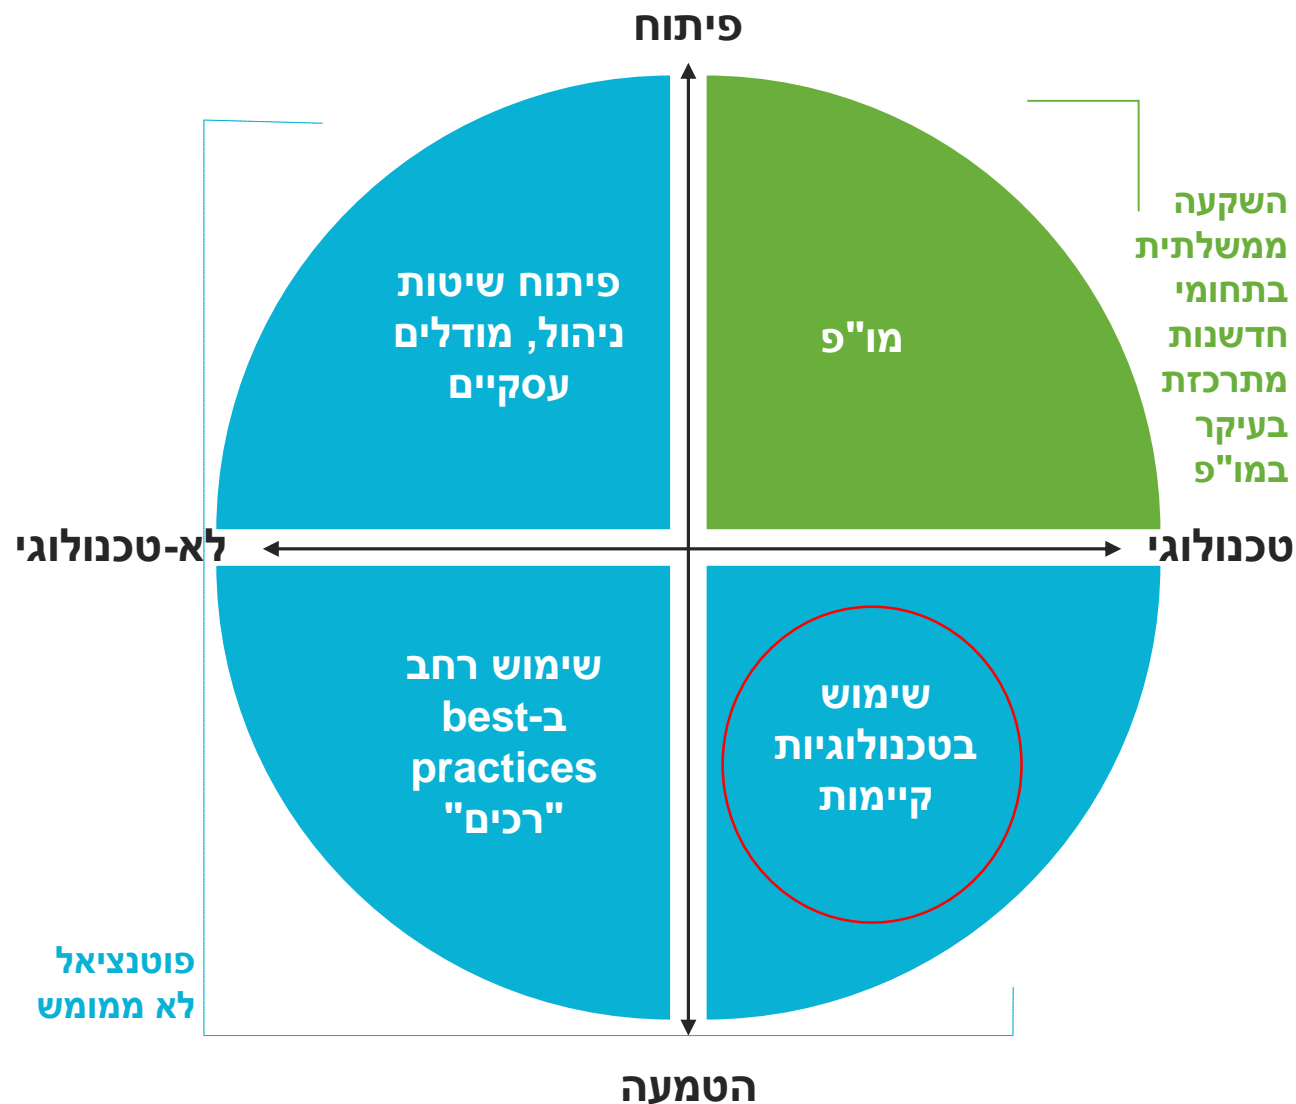 פיתוח
השקעה
ממשלתית
בתחומי
חדשנות
מתרכזת
בעיקר
במו"פ
מו"פ
פיתוח שיטות
ניהול, מודלים
עסקיים
טכנולוגי
לא-טכנולוגי
שימוש
בטכנולוגיות
קיימות
שימוש רחב
ב-best
practices
"רכים"
פוטנציאל
לא ממומש
הטמעה